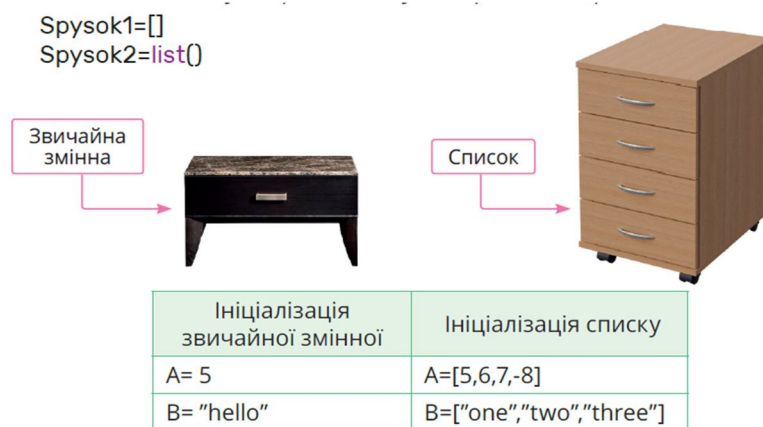 Spysok1=[]
Spysok2=list()
Звичайна
змінна
Список
Ініціалізація
звичайної змінної
Ініціалізація списку
A= 5
A=[5,6,7,-8]
B= ”hello”
B=[”one”,”two”,”three”]